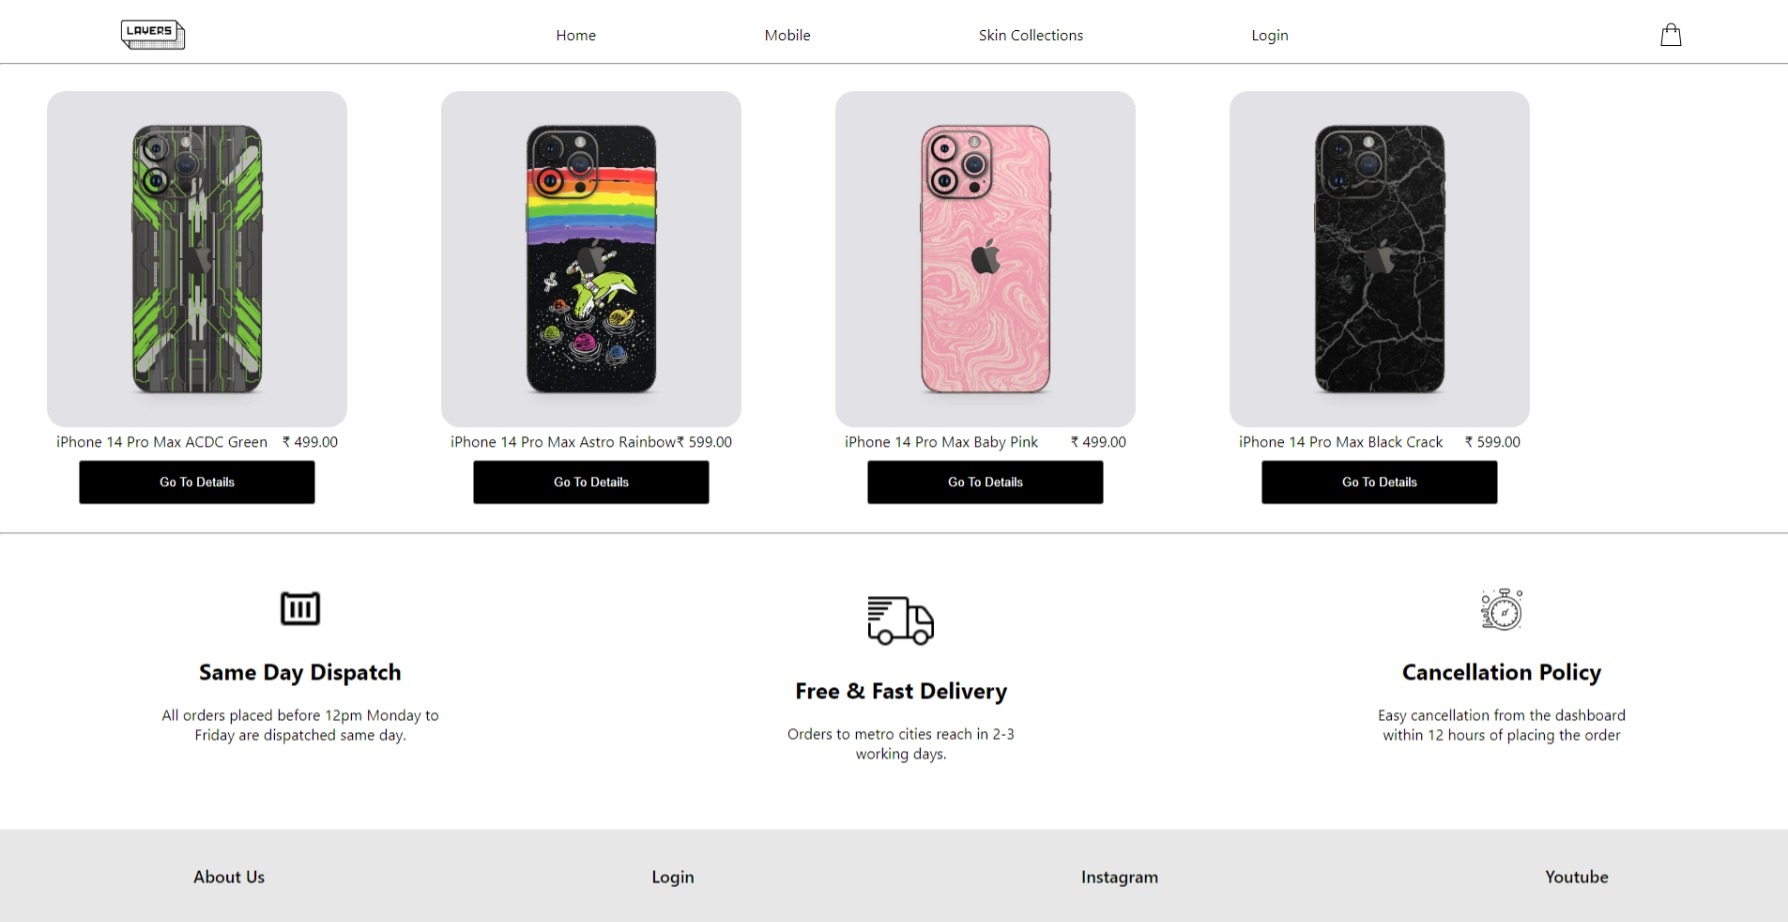 LAYERS
Home
Mobile
Skin Collections
Login
iPhone 14 Pro Max ACDC Green ₹ 499.00
Go To Details
iPhone 14 Pro Max Astro Rainbow₹ 599.00
Go To Details
iPhone 14 Pro Max Baby Pink ₹ 499.00
Go To Details
iPhone 14 Pro Max Black Crack ₹ 599.00
Go To Details
Same Day Dispatch
All orders placed before 12pm Monday to
Friday are dispatched same day.
Free & Fast Delivery
Orders to metro cities reach in 2-3
working days.
Cancellation Policy
Easy cancellation from the dashboard
within 12 hours of placing the order
About Us
Login
Instagram
Youtube